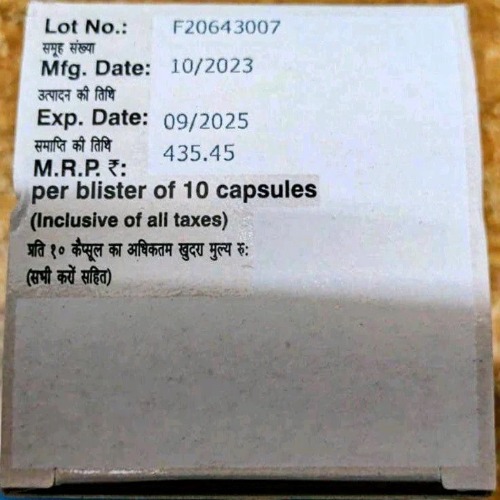 Lot No.: F20643007
समूह संख्या
Mfg. Date: 10/2023
उत्पादन की तिथि
Exp. Date: 09/2025
समाप्ति की तिथि
M.R.P. ₹: 435.45
per blister of 10 capsules
(Inclusive of all taxes)
प्रति १० कैप्सूल का अधिकतम खुदरा मुल्य रु:
(सभी करों सहित)